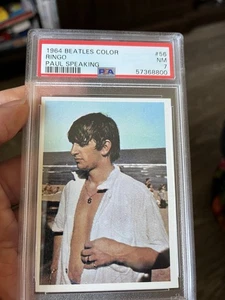 1964 BEATLES COLOR #56
RINGO NM
PAUL SPEAKING 7
PSA 57368800